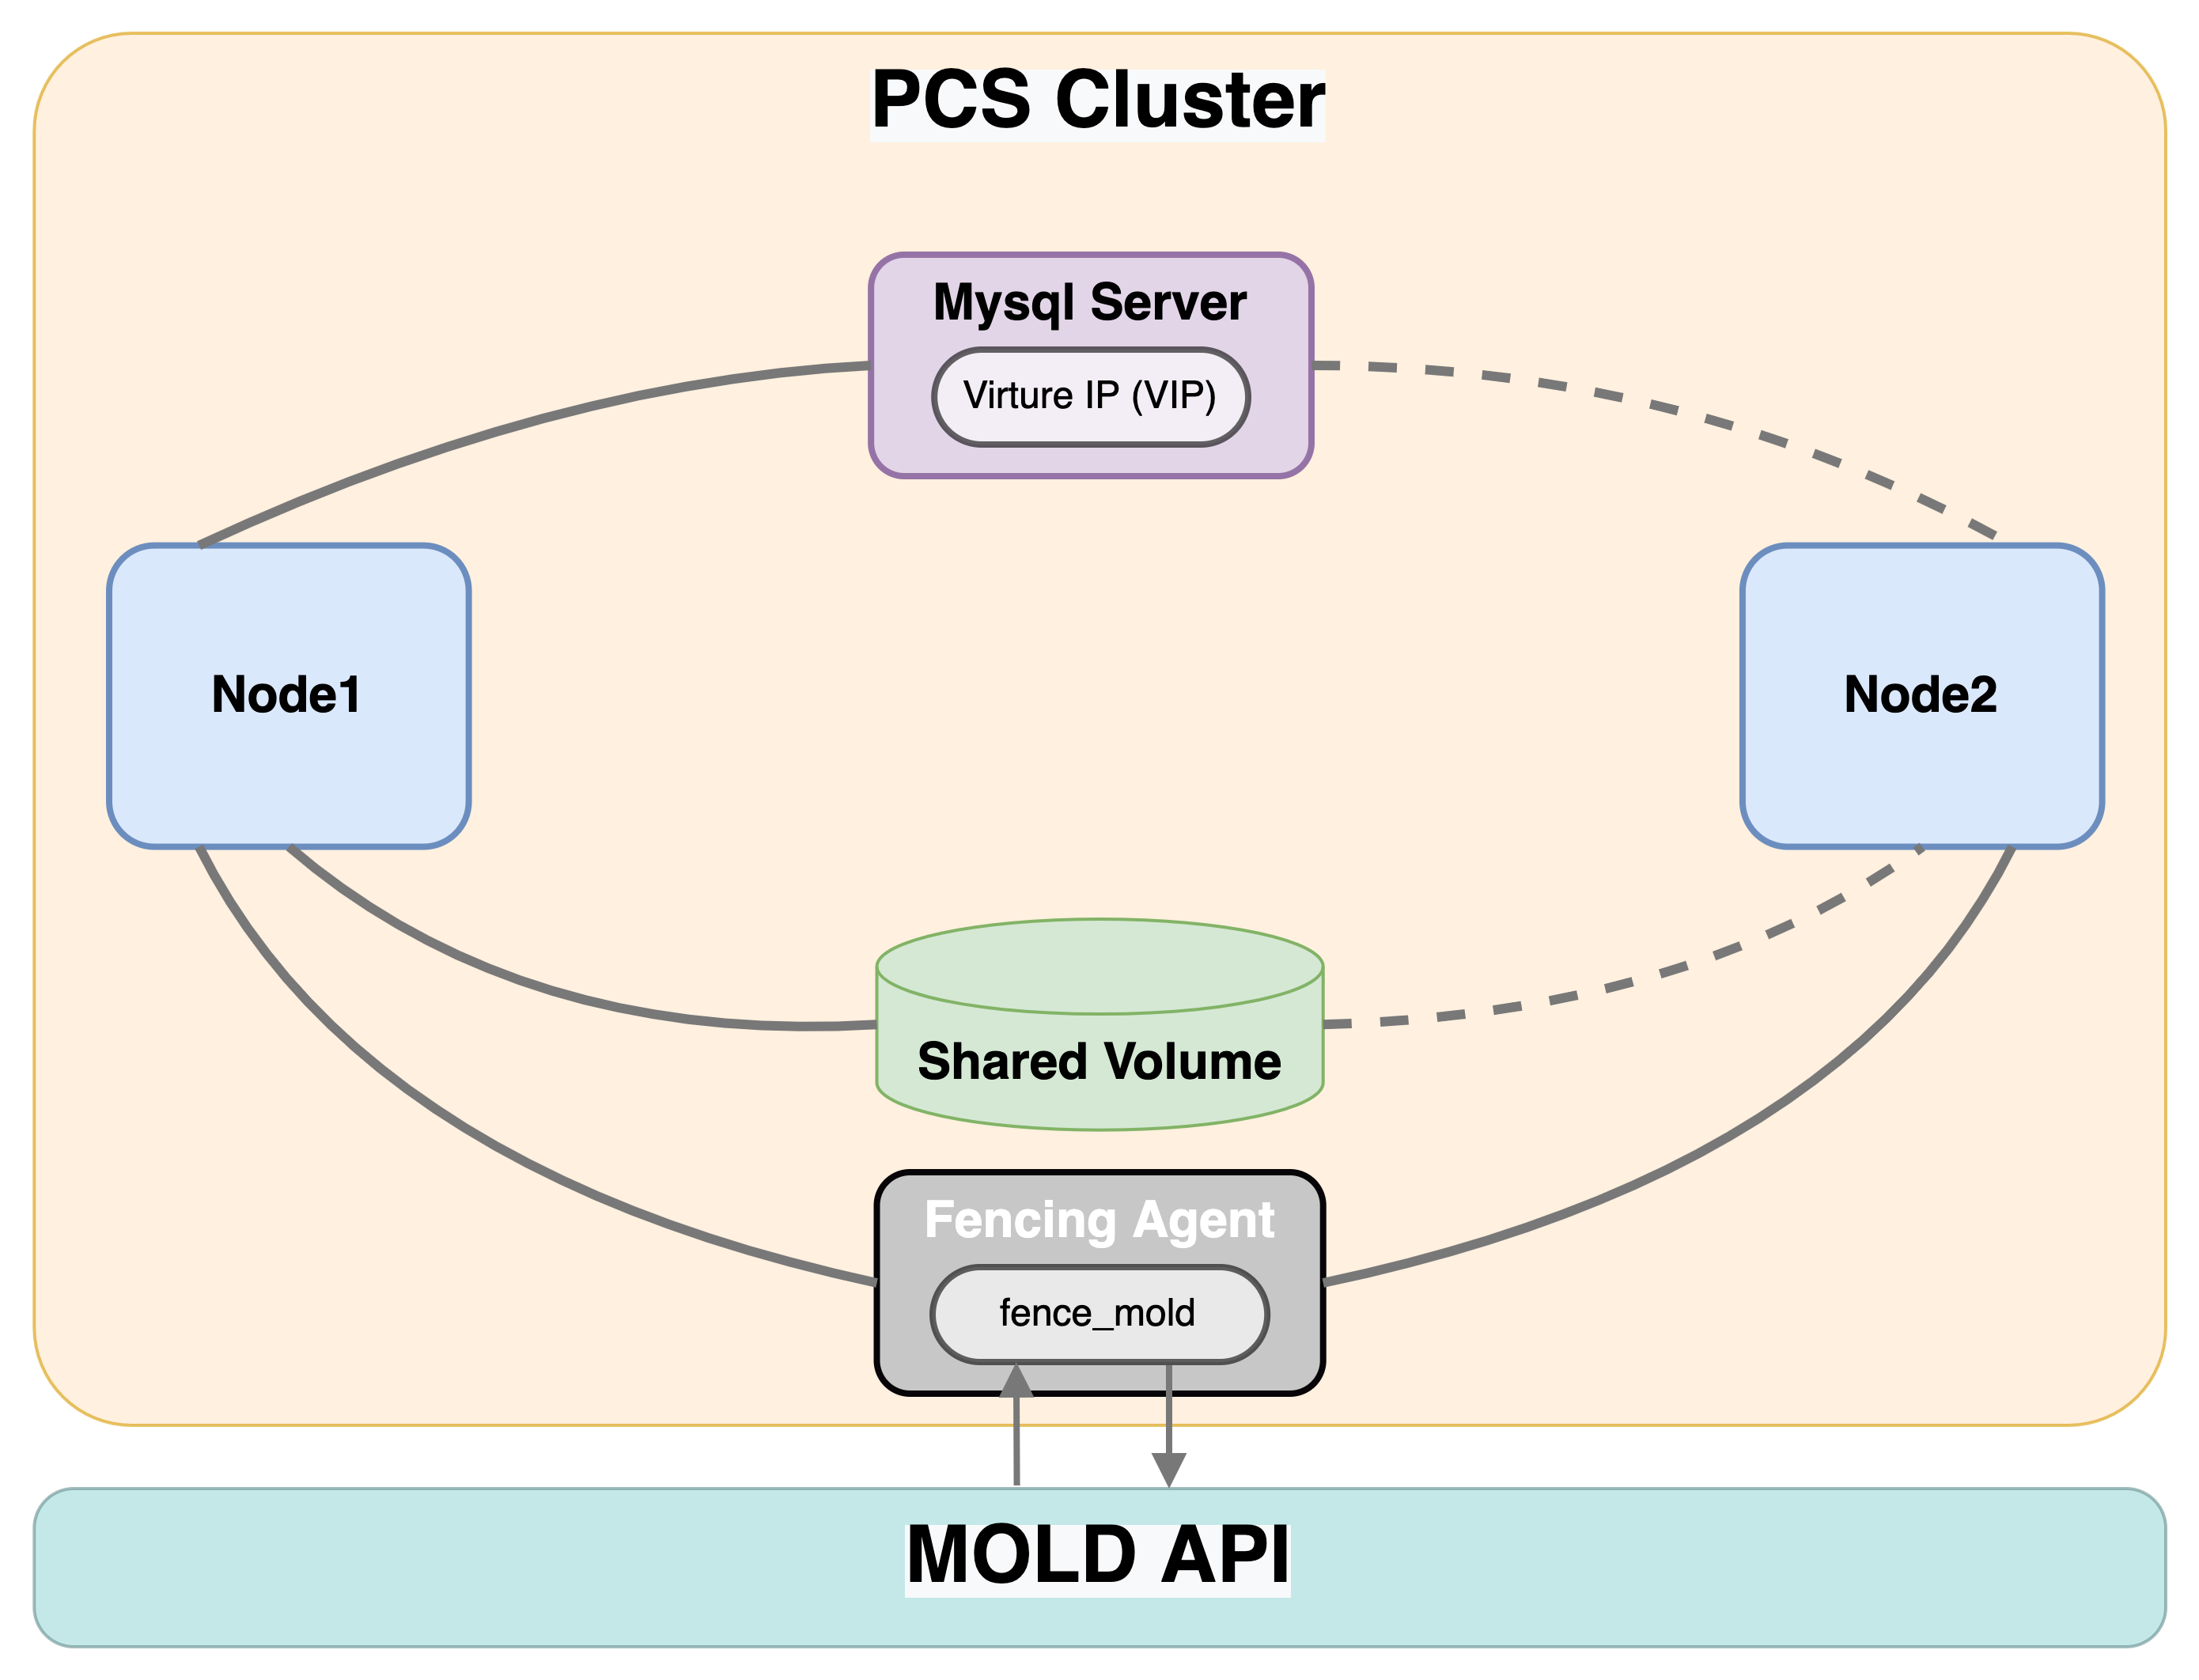 PCS Cluster
Mysql Server
Virture IP (VIP)
Node1
Node2
Shared Volume
Fencing Agent
fence_mold
MOLD API